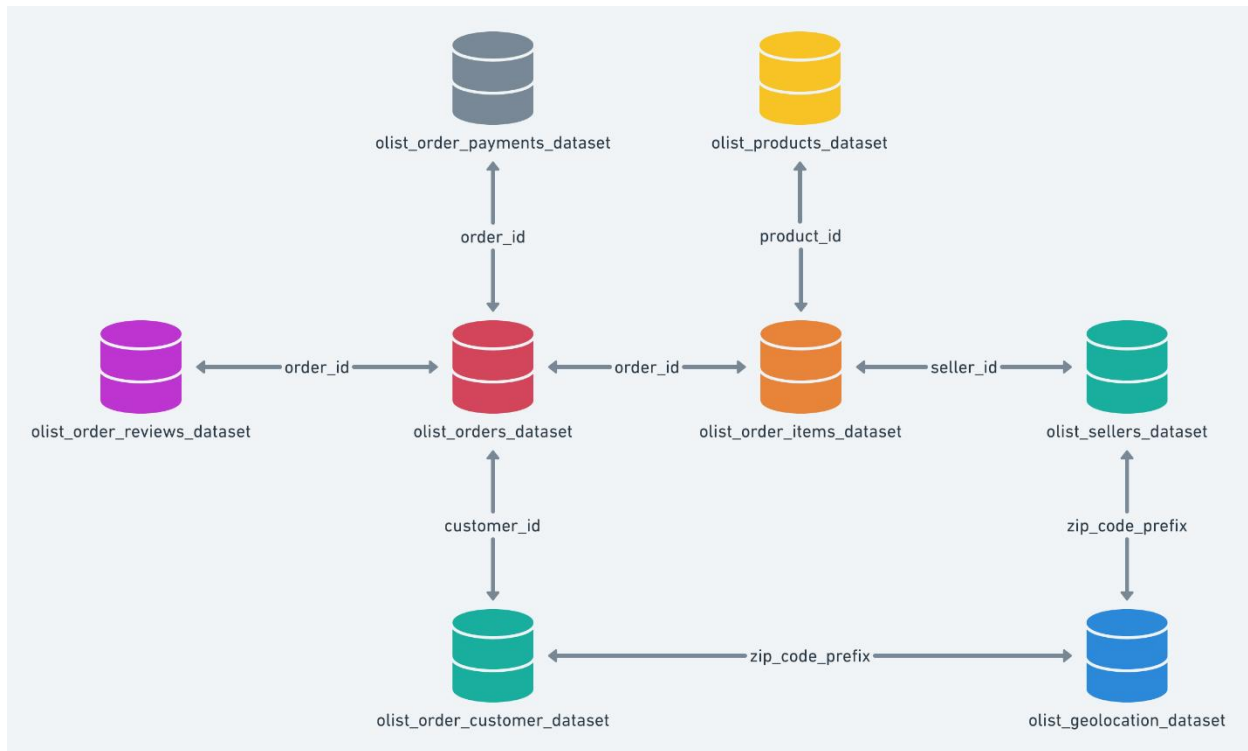 olist_order_payments_dataset
olist_products_dataset
order_id
product_id
order_id
order_id
seller_id
olist_order_reviews_dataset
olist_orders_dataset
olist_order_items_dataset
olist_sellers_dataset
customer_id
zip_code_prefix
zip_code_prefix
olist_order_customer_dataset
olist_geolocation_dataset